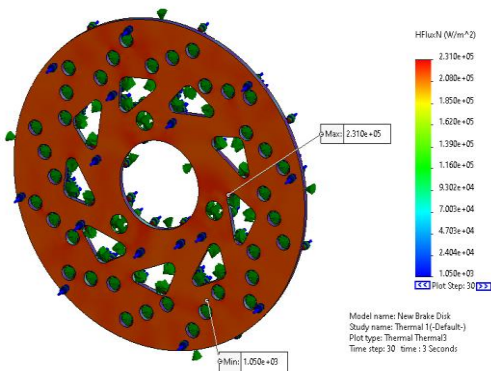 HFluxN (W/m^2)
2.310e+05
2.080e+05
1.850e+05
1.620e+05
1.390e+05
1.160e+05
9.302e+04
7.003e+04
4.703e+04
2.404e+04
1.050e+03
Plot Step: 30
Max: 2.310e+05
Min: 1.050e+03
Model name: New Brake Disk
Study name: Thermal 1(-Default-)
Plot type: Thermal Thermal3
Time step: 30 time : 3 Seconds